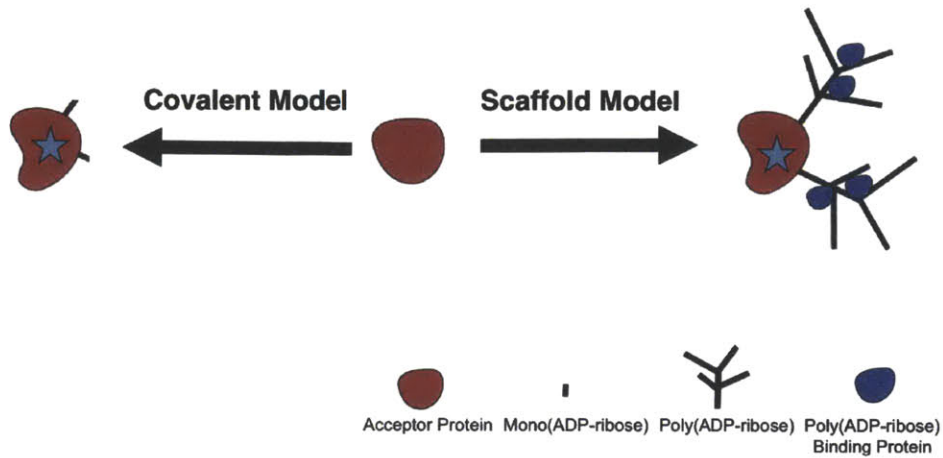 Covalent Model
Scaffold Model
Acceptor Protein
Mono(ADP-ribose)
Poly(ADP-ribose)
Poly(ADP-ribose)
Binding Protein